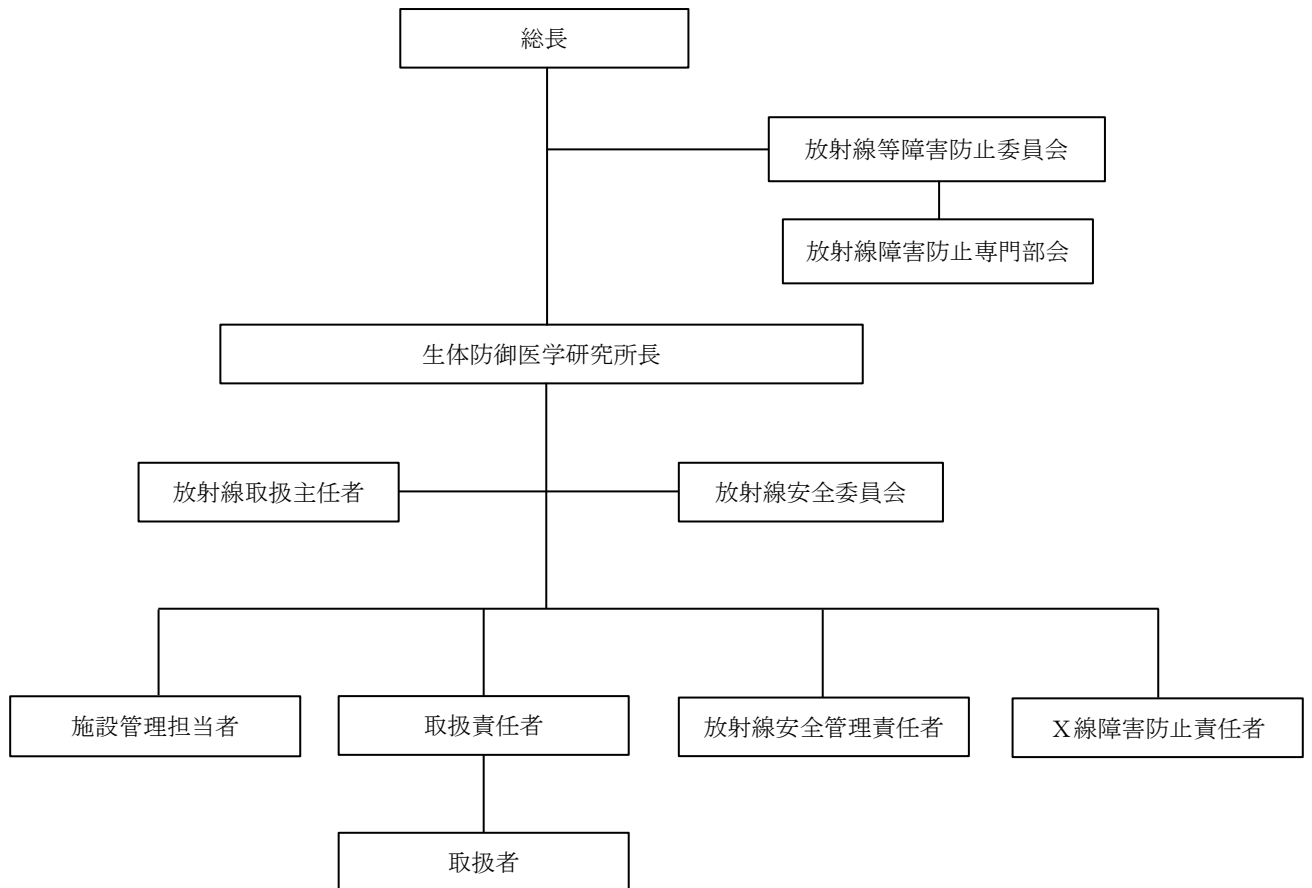 総長
放射線等障害防止委員会
放射線障害防止専門部会
生体防御医学研究所長
放射線取扱主任者
放射線安全委員会
施設管理担当者
取扱責任者
放射線安全管理責任者
X線障害防止責任者
取扱者